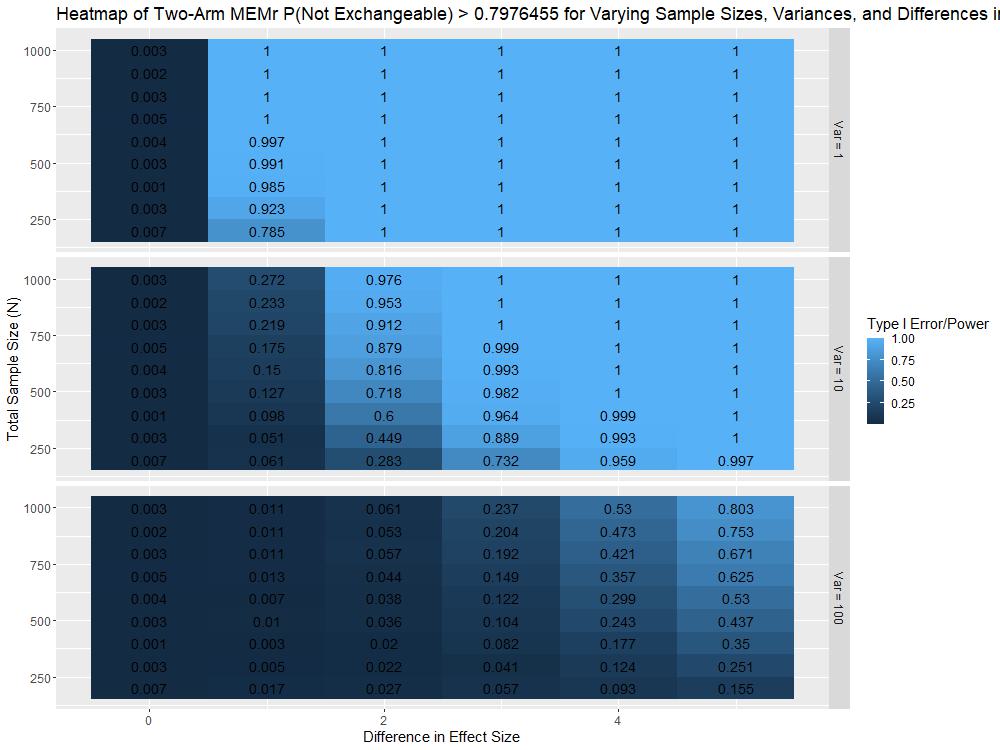 Heatmap of Two-Arm MEMr P(Not Exchangeable) > 0.7976455 for Varying Sample Sizes, Variances, and Differences
Total Sample Size (N)
1000 0.003 1 1 1 1 1
0.002 1 1 1 1 1
750 0.003 1 1 1 1 1
0.005 1 1 1 1 1
0.004 0.997 1 1 1 1
500 0.003 0.991 1 1 1 1
0.001 0.985 1 1 1 1
0.003 0.923 1 1 1 1
250 0.007 0.785 1 1 1 1
Var = 1
1000 0.003 0.272 0.976 1 1 1
0.002 0.233 0.953 1 1 1
750 0.003 0.219 0.912 1 1 1
0.005 0.175 0.879 0.999 1 1
0.004 0.15 0.816 0.993 1 1
500 0.003 0.127 0.718 0.982 1 1
0.001 0.098 0.6 0.964 0.999 1
0.003 0.051 0.449 0.889 0.993 1
250 0.007 0.061 0.283 0.732 0.959 0.997
Var = 10
1000 0.003 0.011 0.061 0.237 0.53 0.803
0.002 0.011 0.053 0.204 0.473 0.753
750 0.003 0.011 0.057 0.192 0.421 0.671
0.005 0.013 0.044 0.149 0.357 0.625
0.004 0.007 0.038 0.122 0.299 0.53
500 0.003 0.01 0.036 0.104 0.243 0.437
0.001 0.003 0.02 0.082 0.177 0.35
0.003 0.005 0.022 0.041 0.124 0.251
250 0.007 0.017 0.027 0.057 0.093 0.155
Var = 100
0 2 4
Difference in Effect Size
Type I Error/Power
1.00
0.75
0.50
0.25